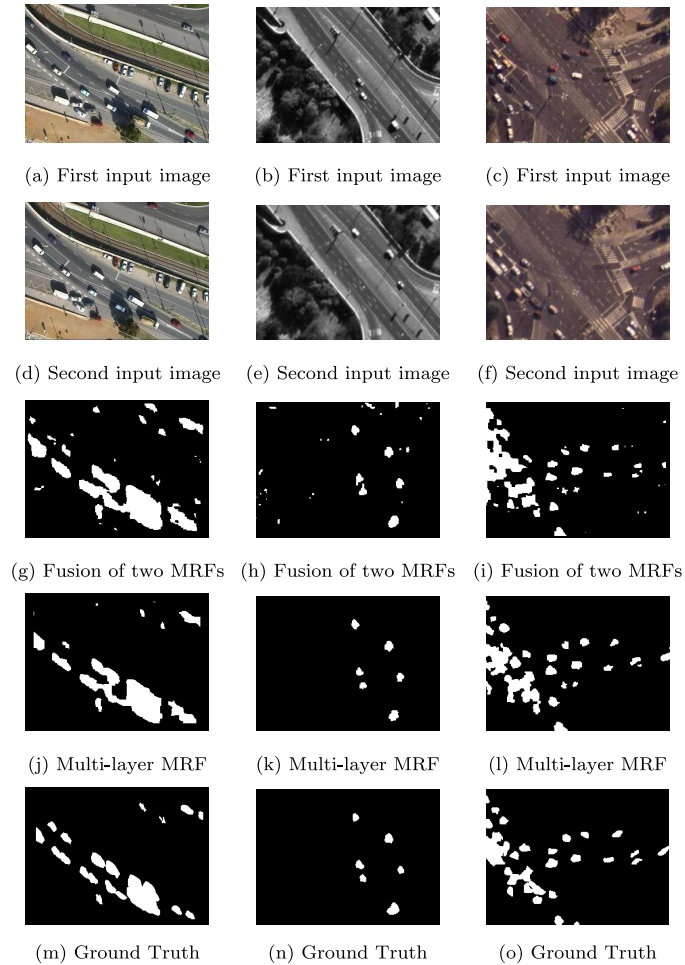 (a) First input image (b) First input image (c) First input image
(d) Second input image (e) Second input image (f) Second input image
(g) Fusion of two MRFs (h) Fusion of two MRFs (i) Fusion of two MRFs
(j) Multi-layer MRF (k) Multi-layer MRF (l) Multi-layer MRF
(m) Ground Truth (n) Ground Truth (o) Ground Truth